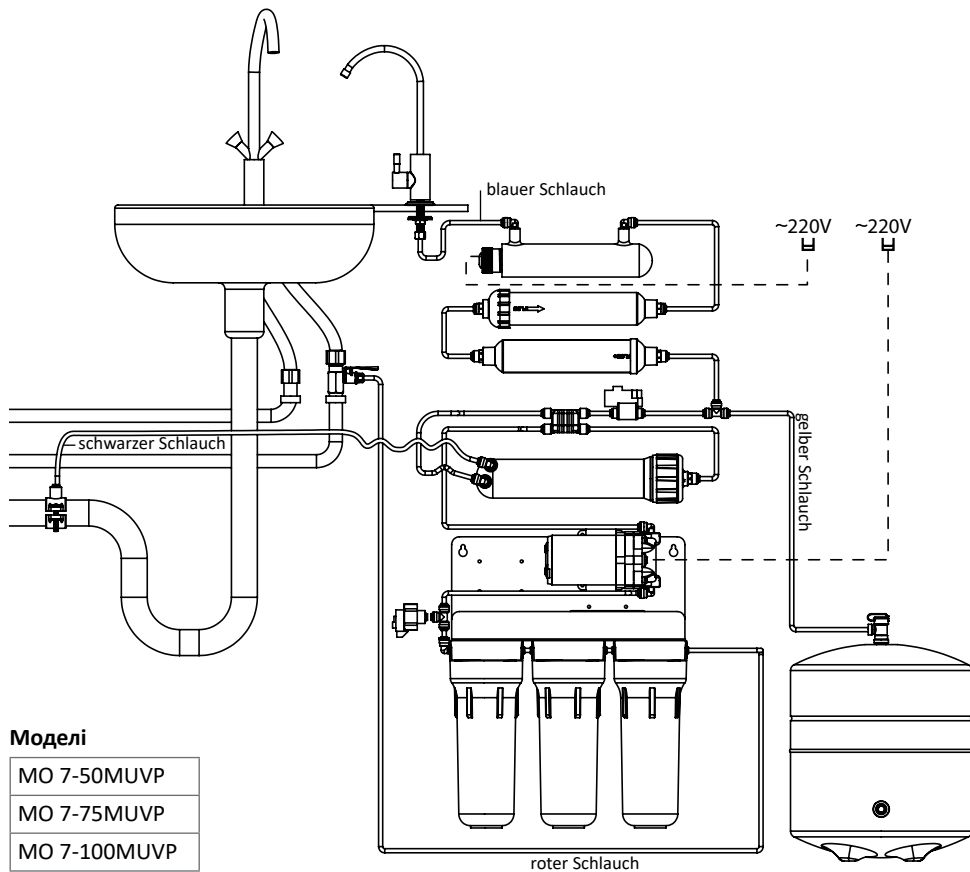 blauer Schlauch
~220V
~220V
schwarzer Schlauch
gelber Schlauch
Моделі
MO 7-50MUVP
MO 7-75MUVP
MO 7-100MUVP
roter Schlauch